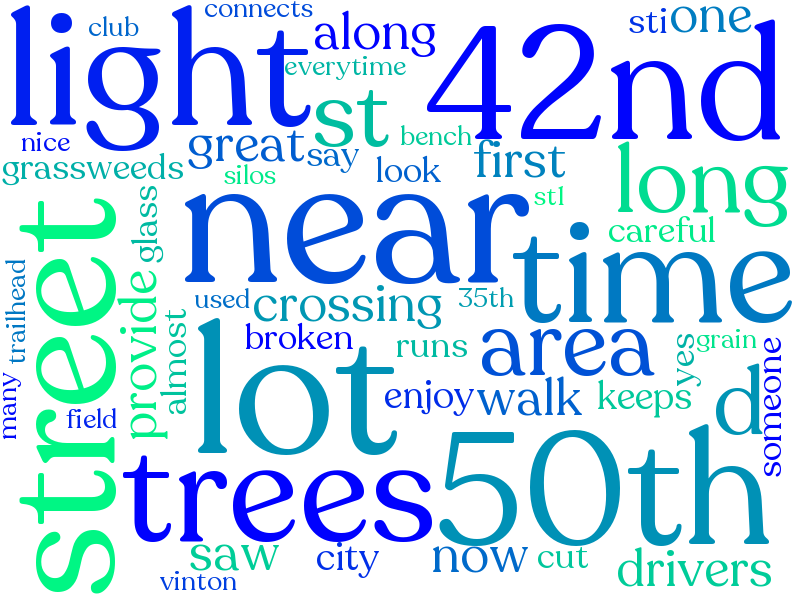 connects
club
light
along
42nd
sti
one
everytime
st
nice
great
say
bench
first
look
grassweeds
silos
long
near
st1
careful
street
glass
time
trailhead
provide
used
crossing
35th
almost
broken
runs
area
yes
grain
many
field
lot
enjoy
walk
keeps
d
someone
trees
50th
saw
city
now
cut
drivers
vinton